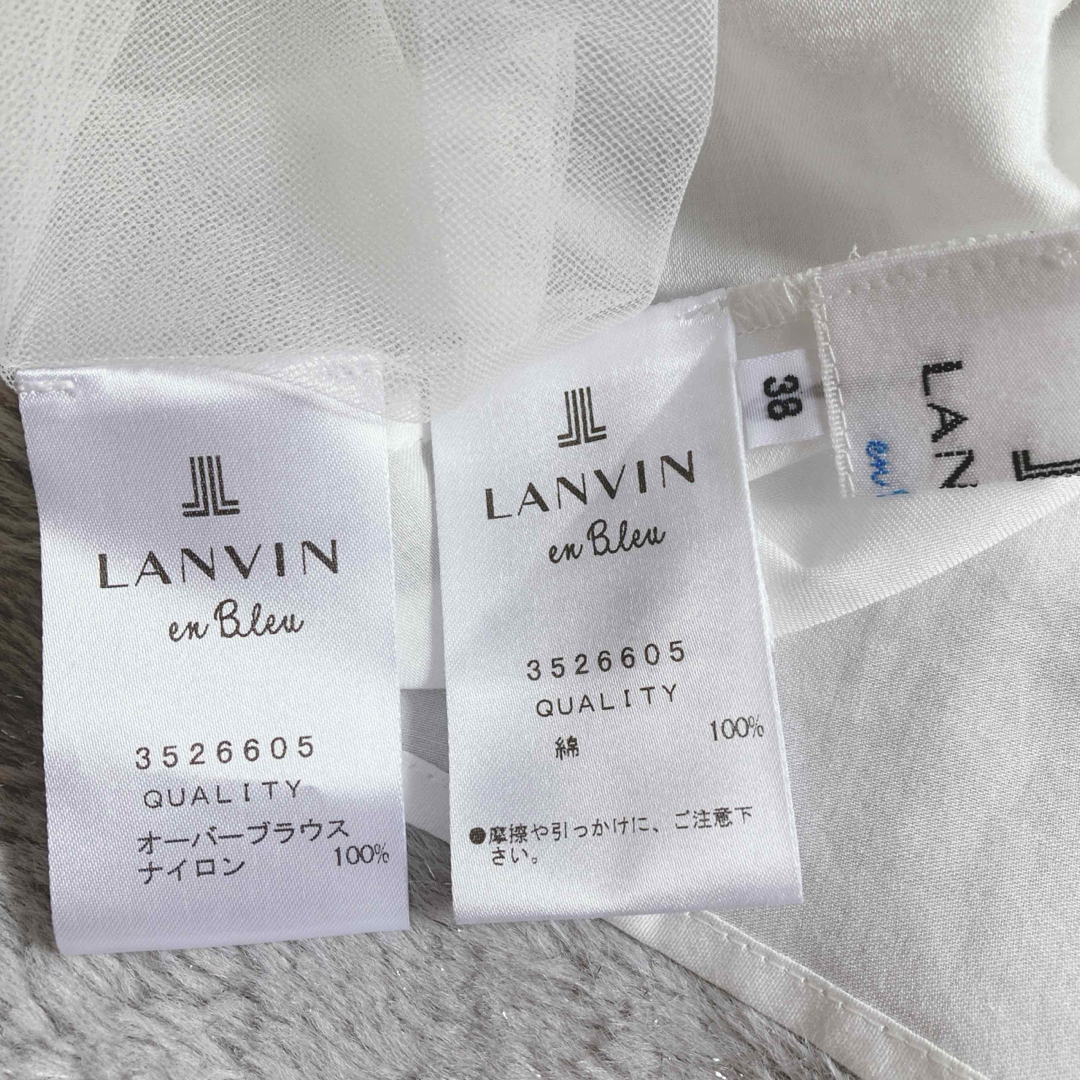 LANVIN
en Bleu
3526605
QUALITY
オーバーブラウス
ナイロン 100%
LANVIN
en Bleu
3526605
QUALITY
綿 100%
●摩擦や引っかけに、ご注意下
さい。
38
LAN
en